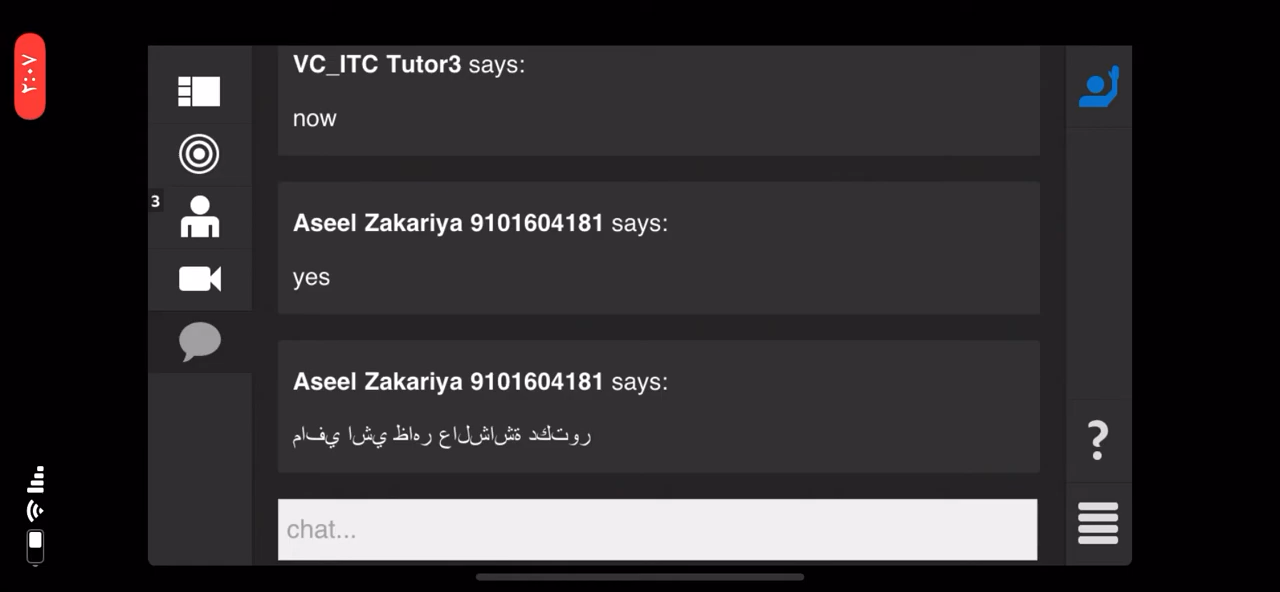 ٢:٠٧
VC_ITC Tutor3 says:
now
3
Aseel Zakariya 9101604181 says:
yes
Aseel Zakariya 9101604181 says:
مافي اشي ظاهر عالشاشة دكتور
?
chat...